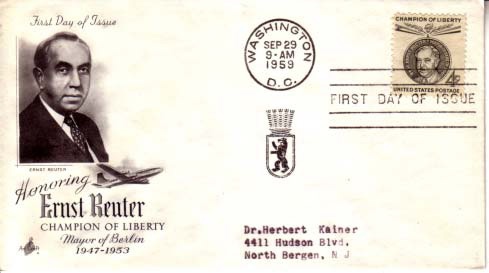 First Day of Issue
ERNST REUTER
Honoring
Ernst Reuter
CHAMPION OF LIBERTY
Mayor of Berlin
1947-1953
WASHINGTON
SEP 29
9-AM
1959
D.C.
CHAMPION OF LIBERTY
4¢
UNITED STATES POSTAGE
FIRST DAY OF ISSUE
Dr.Herbert Kainer
4411 Hudson Blvd.
North Bergen, N J